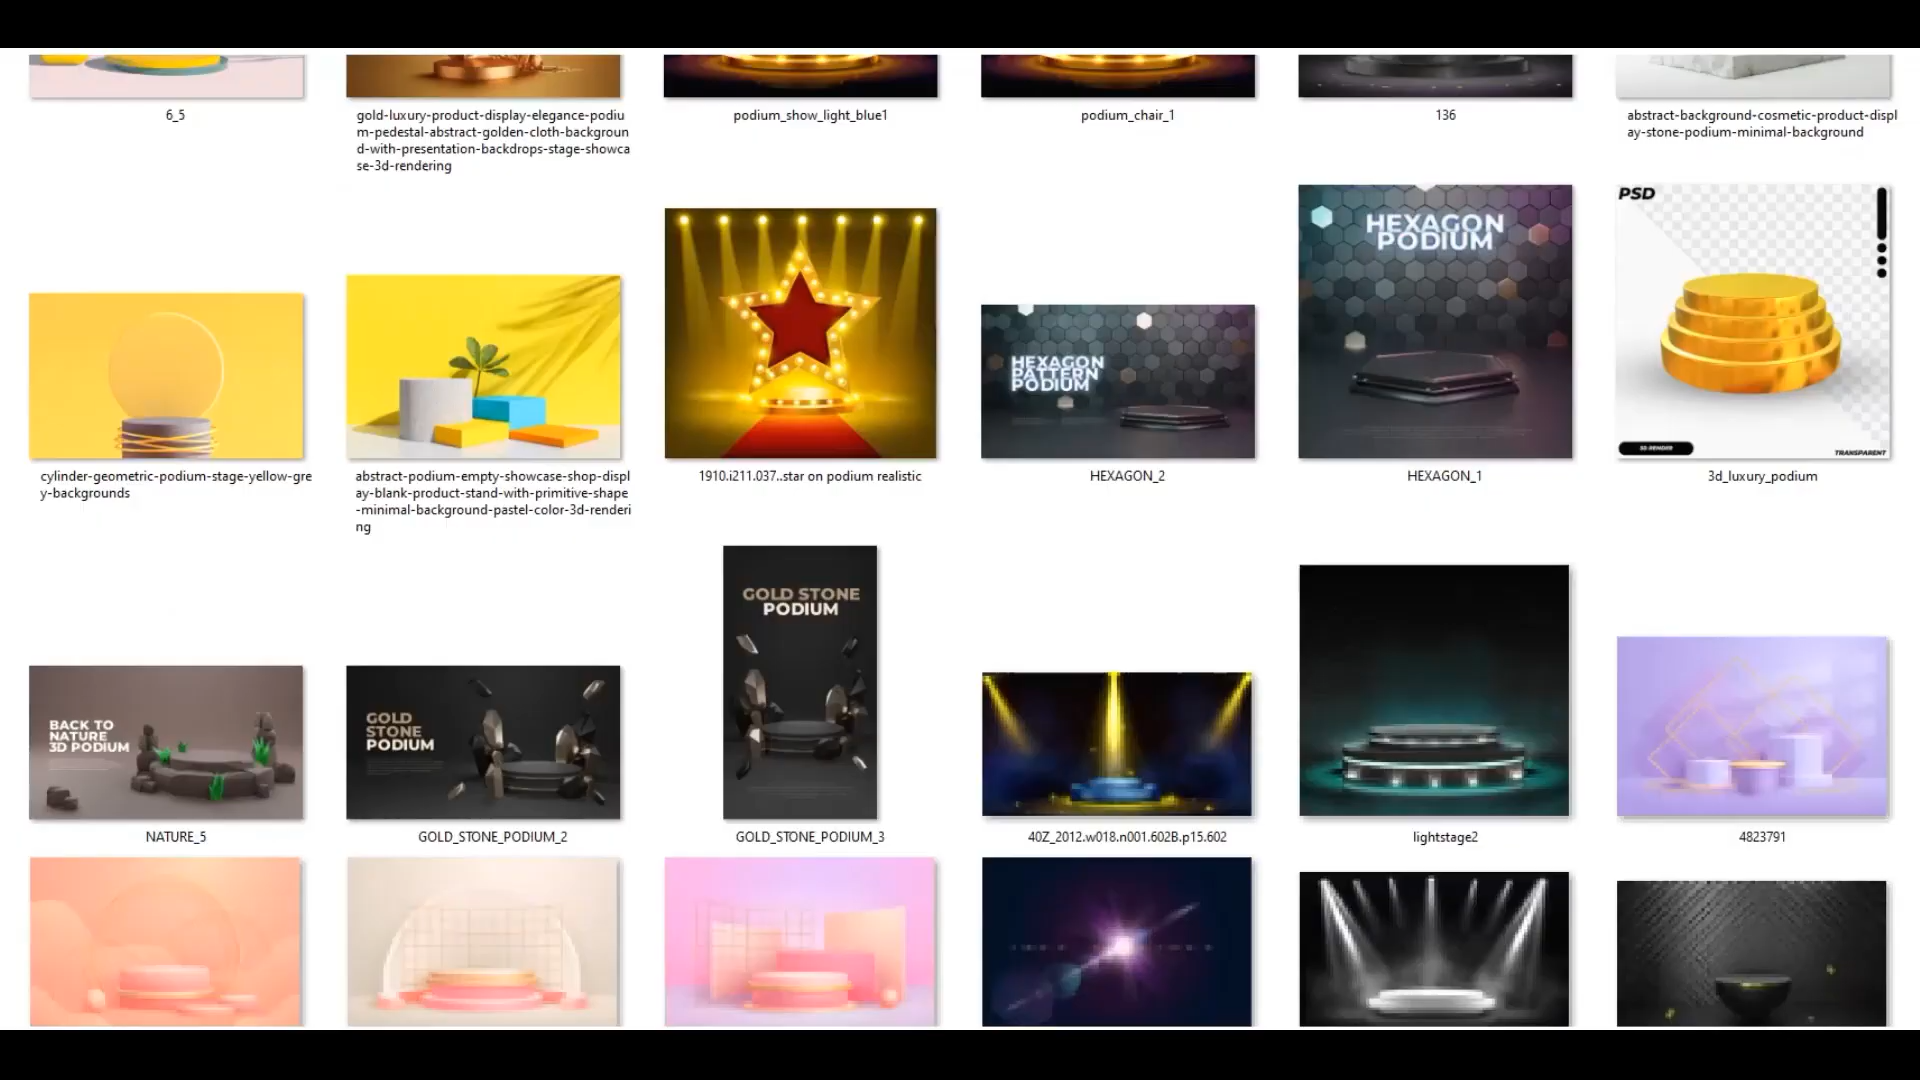 6_5
gold-luxury-product-display-elegance-podiu
m-pedestal-abstract-golden-cloth-backgroun
d-with-presentation-backdrops-stage-showca
se-3d-rendering
podium_show_light_blue1
podium_chair_1
136
abstract-background-cosmetic-product-displ
ay-stone-podium-minimal-background
HEXAGON
PATTERN
PODIUM
HEXAGON
PODIUM
PSD
3D RENDER
TRANSPARENT
cylinder-geometric-podium-stage-yellow-gre
y-backgrounds
abstract-podium-empty-showcase-shop-displ
ay-blank-product-stand-with-primitive-shape
-minimal-background-pastel-color-3d-renderi
ng
1910.i211.037..star on podium realistic
HEXAGON_2
HEXAGON_1
3d_luxury_podium
BACK TO
NATURE
3D PODIUM
GOLD
STONE
PODIUM
GOLD STONE
PODIUM
NATURE_5
GOLD_STONE_PODIUM_2
GOLD_STONE_PODIUM_3
40Z_2012.w018.n001.602B.p15.602
lightstage2
4823791